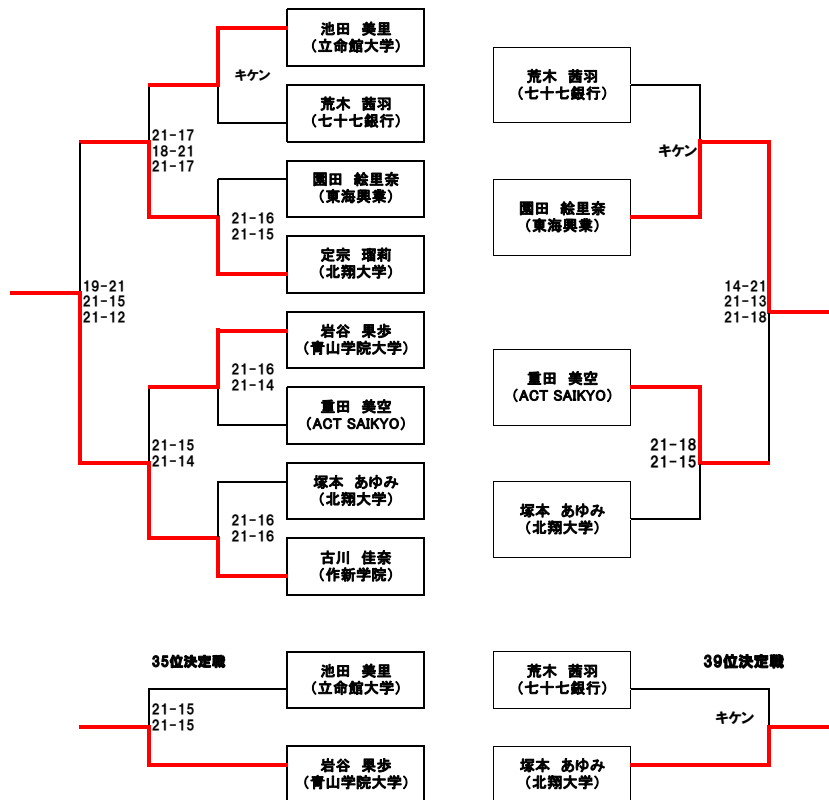 池田　美里
（立命館大学）
キケン
荒木　茜羽
（七十七銀行）
21-17
18-21
21-17
園田　絵里奈
（東海興業）
21-16
21-15
定宗　瑠莉
（北翔大学）
19-21
21-15
21-12
岩谷　果歩
（青山学院大学）
21-16
21-14
重田　美空
（ACT SAIKYO）
21-15
21-14
塚本　あゆみ
（北翔大学）
21-16
21-16
古川　佳奈
（作新学院）
荒木　茜羽
（七十七銀行）
キケン
園田　絵里奈
（東海興業）
14-21
21-13
21-18
重田　美空
（ACT SAIKYO）
21-18
21-15
塚本　あゆみ
（北翔大学）
35位決定戦
池田　美里
（立命館大学）
21-15
21-15
岩谷　果歩
（青山学院大学）
39位決定戦
荒木　茜羽
（七十七銀行）
キケン
塚本　あゆみ
（北翔大学）